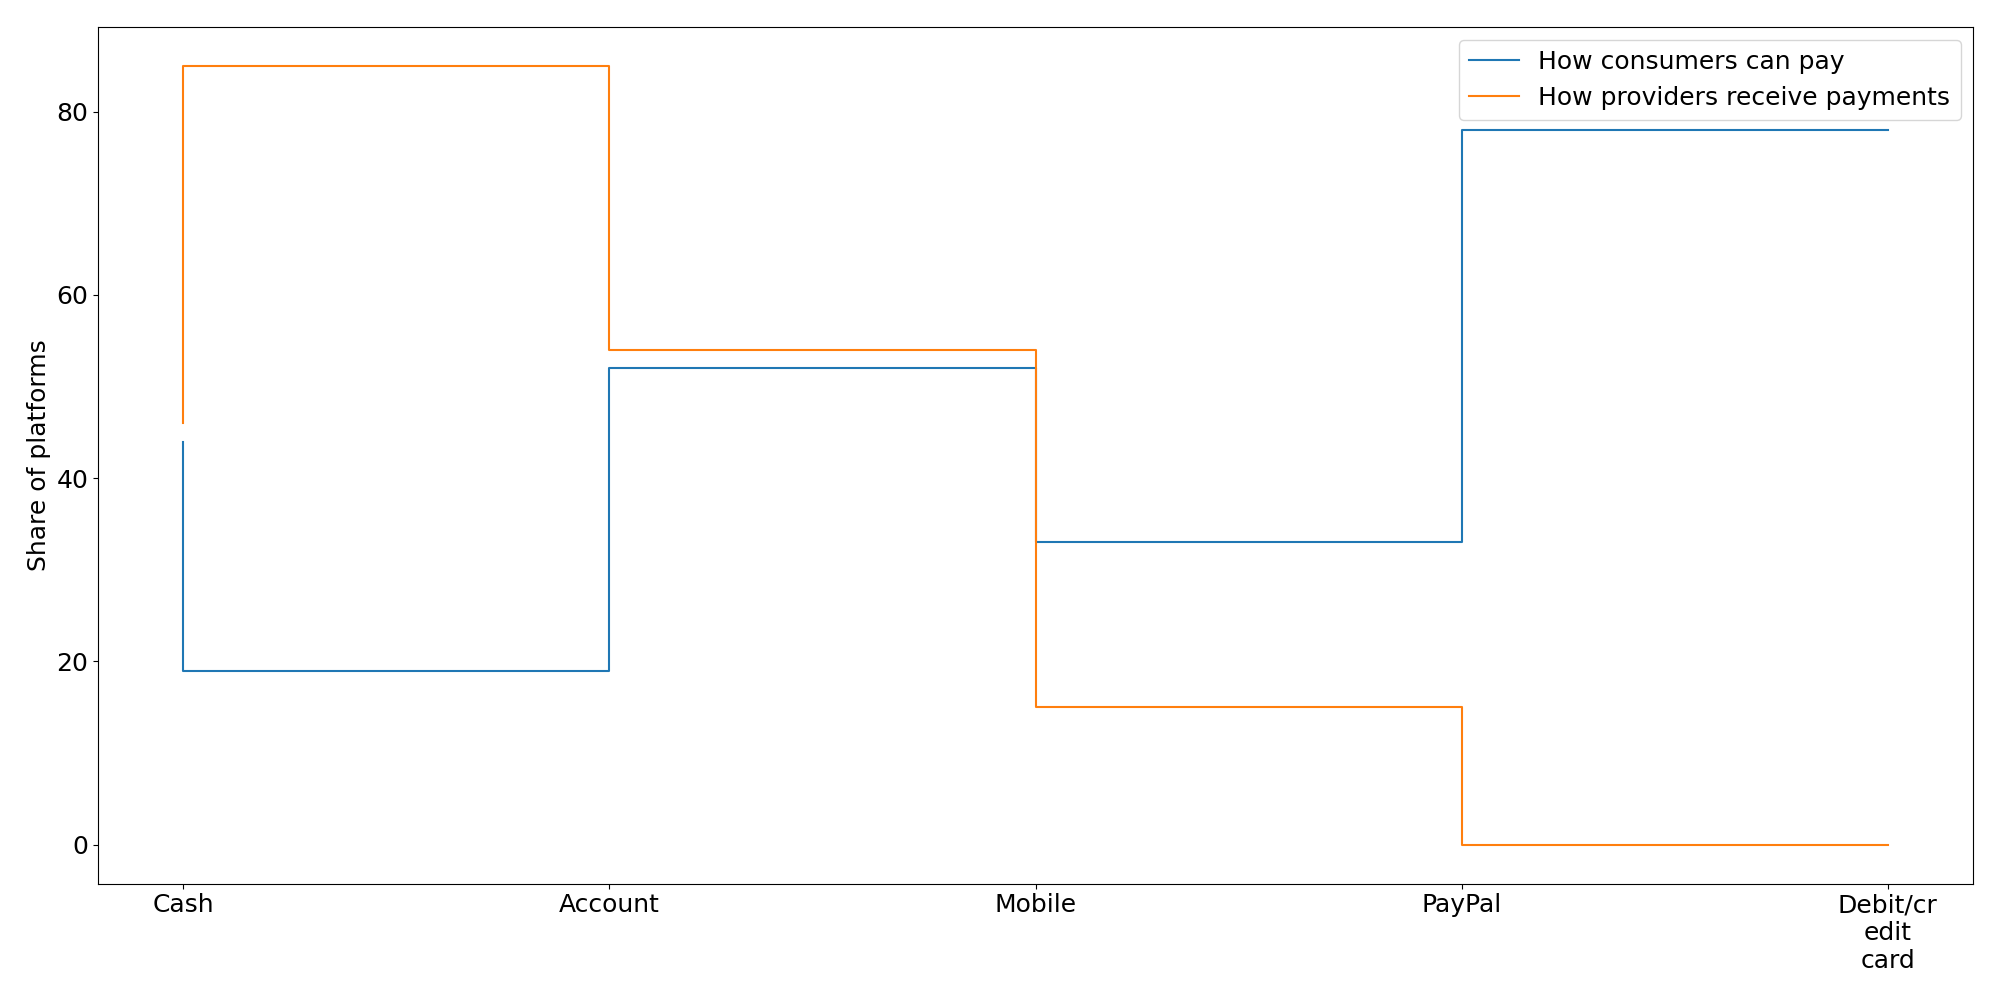 How consumers can pay
How providers receive payments
Share of platforms
80
60
40
20
0
Cash
Account
Mobile
PayPal
Debit/cr
edit
card